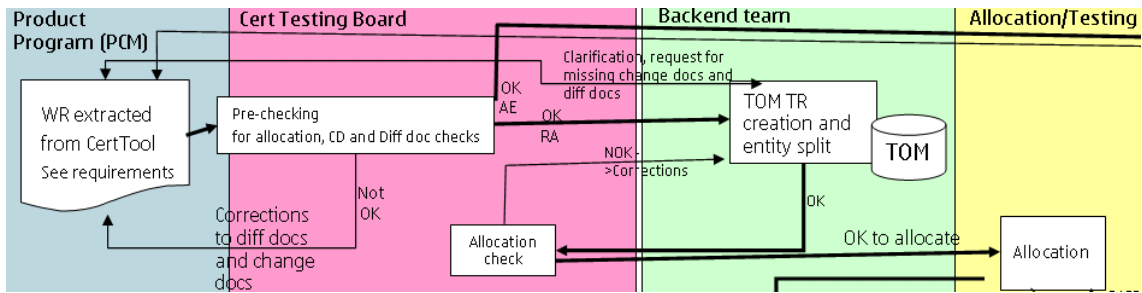 Product
Program (PCM)
Cert Testing Board
Backend team
Allocation/Testing
WR extracted
from CertTool
See requirements
Pre-checking
for allocation, CD and Diff doc checks
OK
AE
OK
RA
Clarification, request for
missing change docs and
diff docs
TOM TR
creation and
entity split
TOM
NOK -
>Corrections
Not
OK
OK
Corrections
to diff docs
and change
docs
Allocation
check
OK to allocate
Allocation